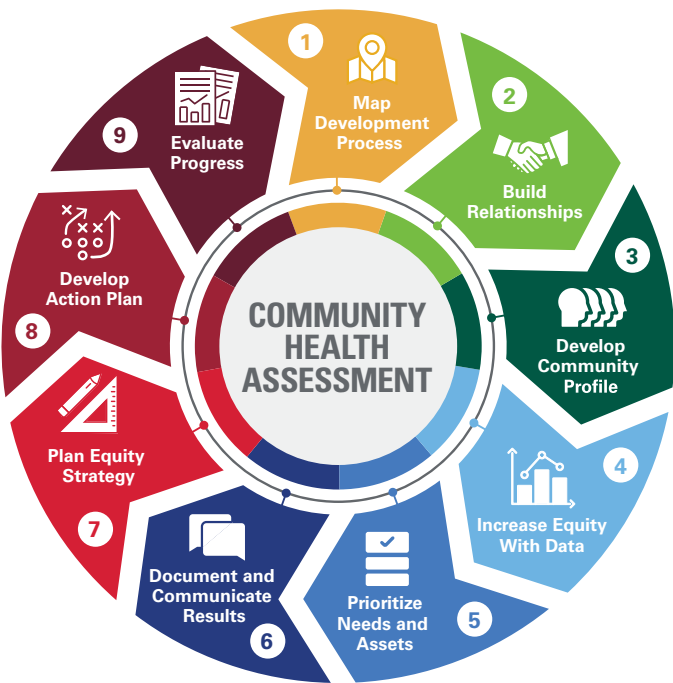 COMMUNITY
HEALTH
ASSESSMENT
1
Map
Development
Process
2
Build
Relationships
3
Develop
Community
Profile
4
Increase Equity
With Data
5
Prioritize
Needs and
Assets
6
Document and
Communicate
Results
7
Plan Equity
Strategy
8
Develop
Action Plan
9
Evaluate
Progress